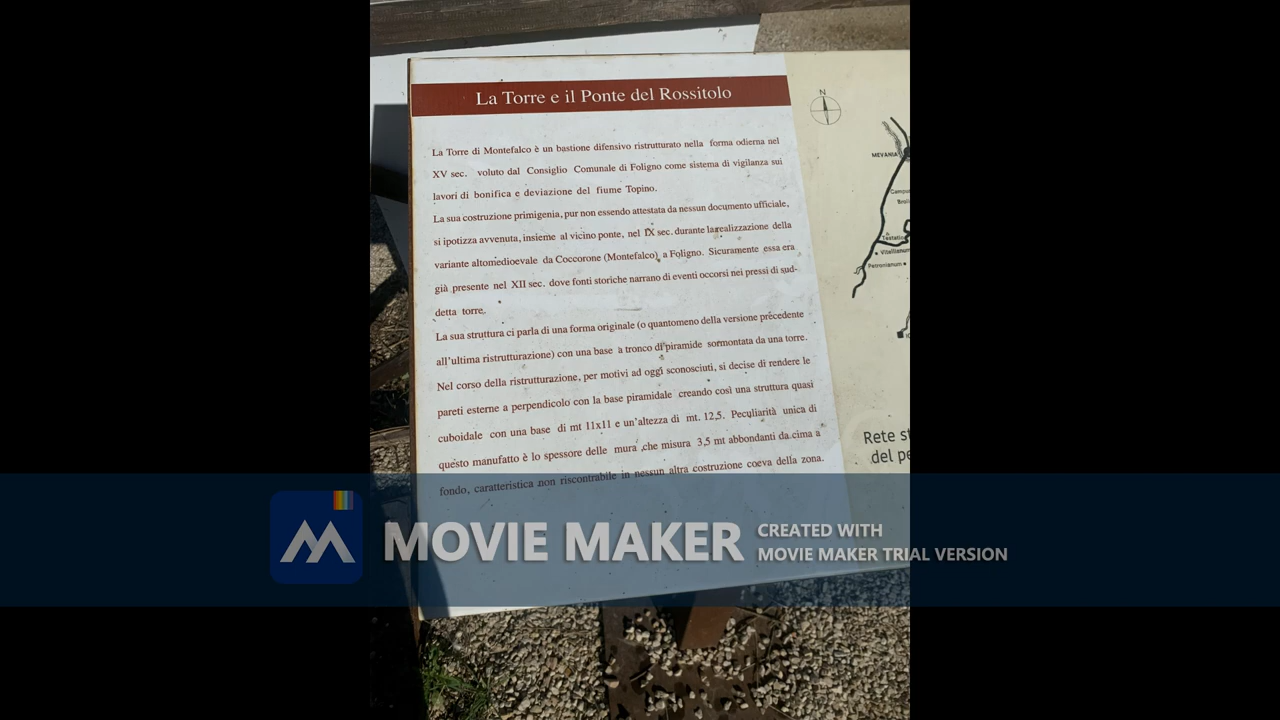 La Torre e il Ponte del Rossitolo
La Torre di Montefalco è un bastione difensivo ristrutturato nella forma odierna nel
XV sec. voluto dal Consiglio Comunale di Foligno come sistema di vigilanza sui
lavori di bonifica e deviazione del fiume Topino.
La sua costruzione primigenia, pur non essendo attestata da nessun documento ufficiale,
si ipotizza avvenuta, insieme al vicino ponte, nel IX sec. durante la realizzazione della
variante altomedioevale da Coccorone (Montefalco) a Foligno. Sicuramente essa era
già presente nel XII sec. dove fonti storiche narrano di eventi occorsi nei pressi di sud-
detta torre.
La sua struttura ci parla di una forma originale (o quantomeno della versione precedente
all'ultima ristrutturazione) con una base a tronco di piramide sormontata da una torre.
Nel corso della ristrutturazione, per motivi ad oggi sconosciuti, si decise di rendere le
pareti esterne a perpendicolo con la base piramidale creando così una struttura quasi
cuboidale con una base di mt 11x11 e un'altezza di mt. 12,5. Peculiarità unica di
questo manufatto è lo spessore delle mura che misura 3,5 mt abbondanti da cima a
fondo, caratteristica non riscontrabile in nessun altra costruzione coeva della zona.
N
MEVANIA
Campus
Testatino
Vitellianum
Petronianum
Rete st
del pe
MOVIE MAKER
CREATED WITH
MOVIE MAKER TRIAL VERSION